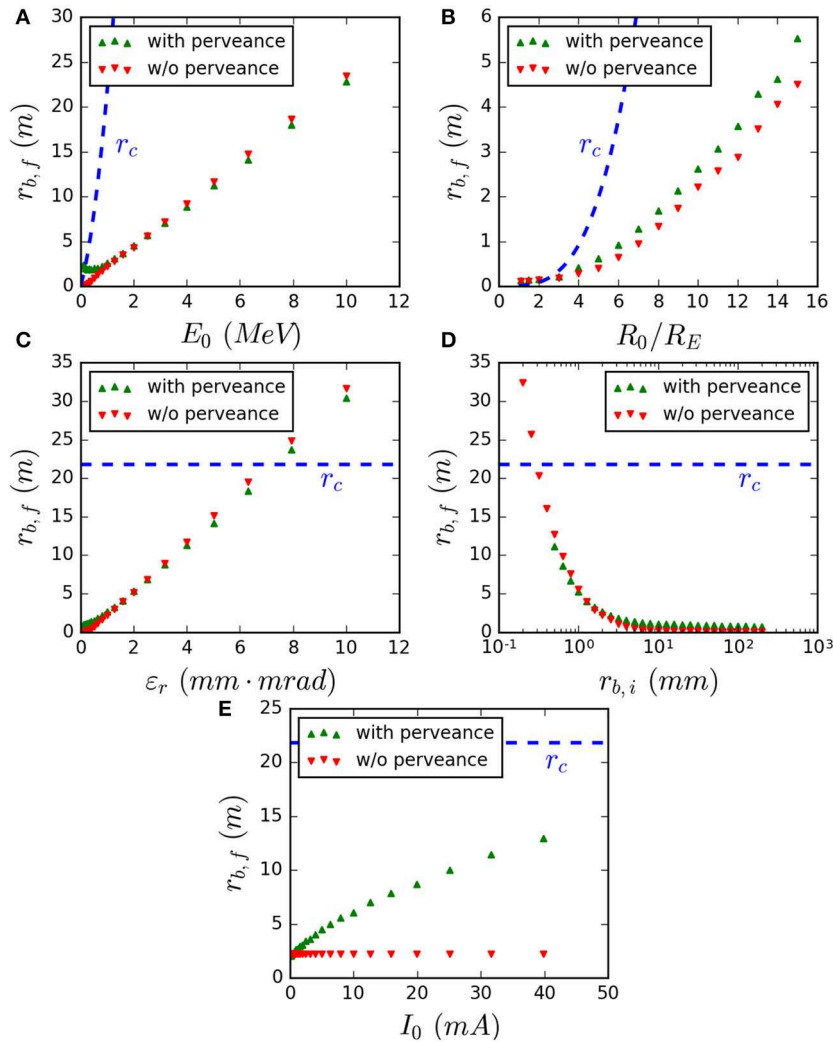 A
with perveance
w/o perveance
r_c
r_{b,f} (m)
30
25
20
15
10
5
0
0 2 4 6 8 10 12
E_0 (MeV)
B
with perveance
w/o perveance
r_c
r_{b,f} (m)
6
5
4
3
2
1
0
0 2 4 6 8 10 12 14 16
R_0/R_E
C
with perveance
w/o perveance
r_c
r_{b,f} (m)
35
30
25
20
15
10
5
0
0 2 4 6 8 10 12
ε_r (mm · mrad)
D
with perveance
w/o perveance
r_c
r_{b,f} (m)
35
30
25
20
15
10
5
0
10^{-1} 10^0 10^1 10^2 10^3
r_{b,i} (mm)
E
with perveance
w/o perveance
r_c
r_{b,f} (m)
25
20
15
10
5
0
0 10 20 30 40 50
I_0 (mA)